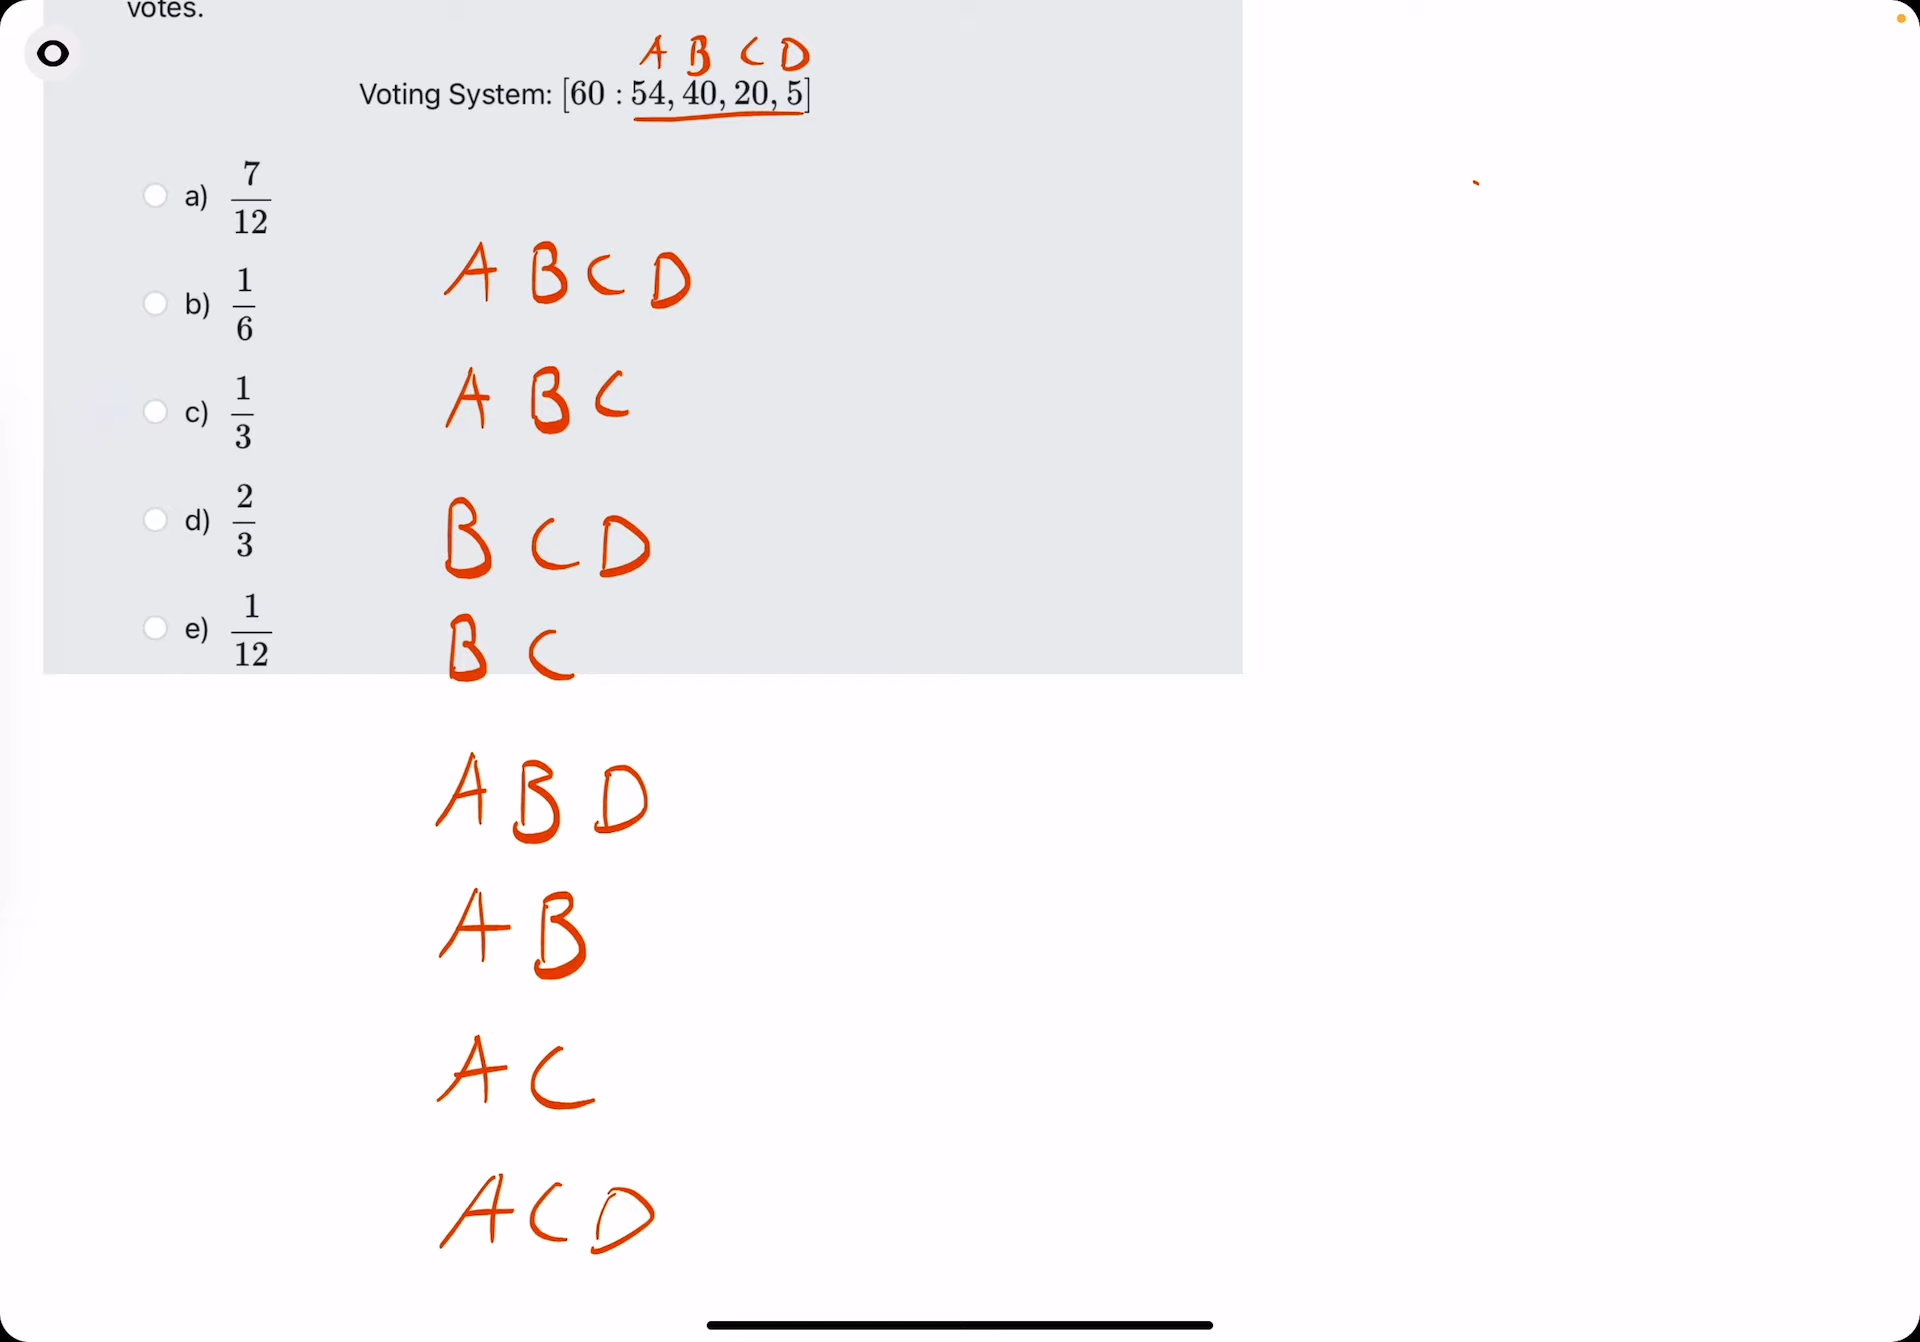 votes.
A B C D
Voting System: [60 : 54, 40, 20, 5]
a) 7/12
b) 1/6
c) 1/3
d) 2/3
e) 1/12
A B C D
A B C
B C D
B C
A B D
A B
A C
A C D